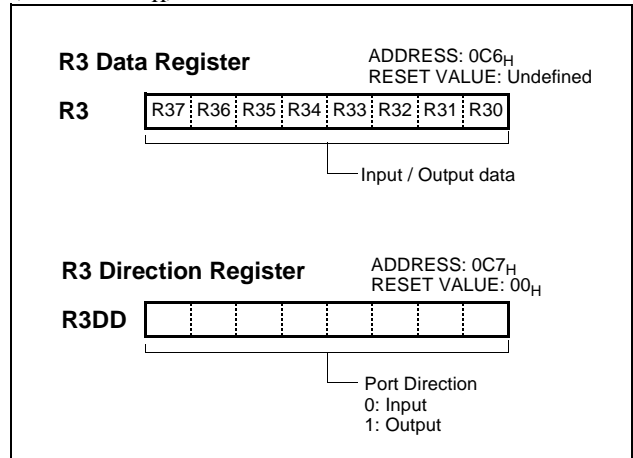 R3 Data Register
ADDRESS: 0C6H
RESET VALUE: Undefined
R3
R37 R36 R35 R34 R33 R32 R31 R30
Input / Output data
R3 Direction Register
ADDRESS: 0C7H
RESET VALUE: 00H
R3DD
Port Direction
0: Input
1: Output